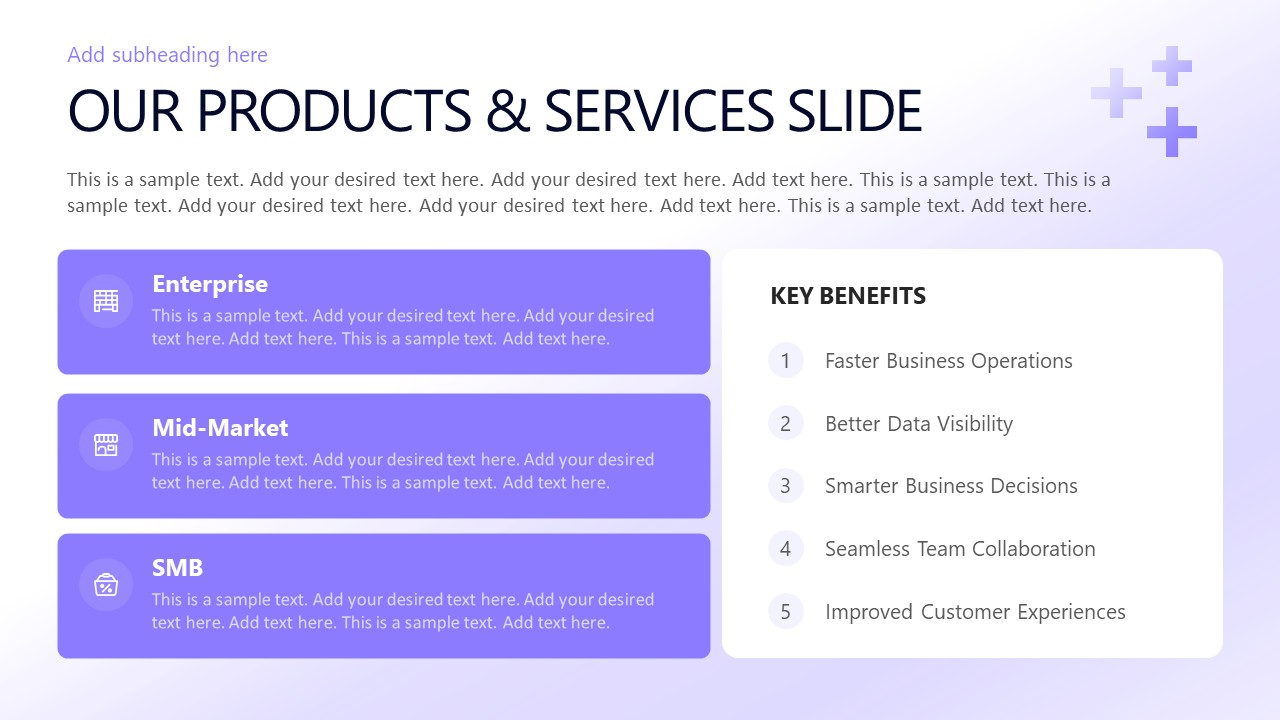 Add subheading here
OUR PRODUCTS & SERVICES SLIDE
This is a sample text. Add your desired text here. Add your desired text here. Add text here. This is a sample text. This is a
sample text. Add your desired text here. Add your desired text here. Add text here. This is a sample text. Add text here.
Enterprise
This is a sample text. Add your desired text here. Add your desired
text here. Add text here. This is a sample text. Add text here.
Mid-Market
This is a sample text. Add your desired text here. Add your desired
text here. Add text here. This is a sample text. Add text here.
SMB
This is a sample text. Add your desired text here. Add your desired
text here. Add text here. This is a sample text. Add text here.
KEY BENEFITS
1 Faster Business Operations
2 Better Data Visibility
3 Smarter Business Decisions
4 Seamless Team Collaboration
5 Improved Customer Experiences